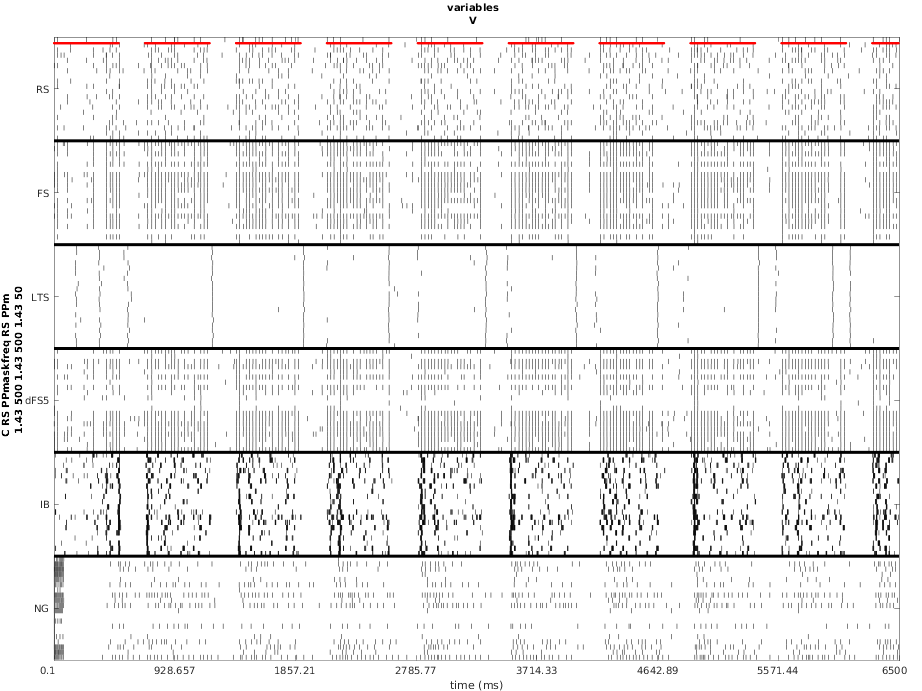 variables
V
RS
FS
LTS
dFS5
IB
NG
C RS PPmaskfreq RS PPm
1.43 500 1.43 500 1.43 50
0.1 928.657 1857.21 2785.77 3714.33 4642.89 5571.44 6500
time (ms)